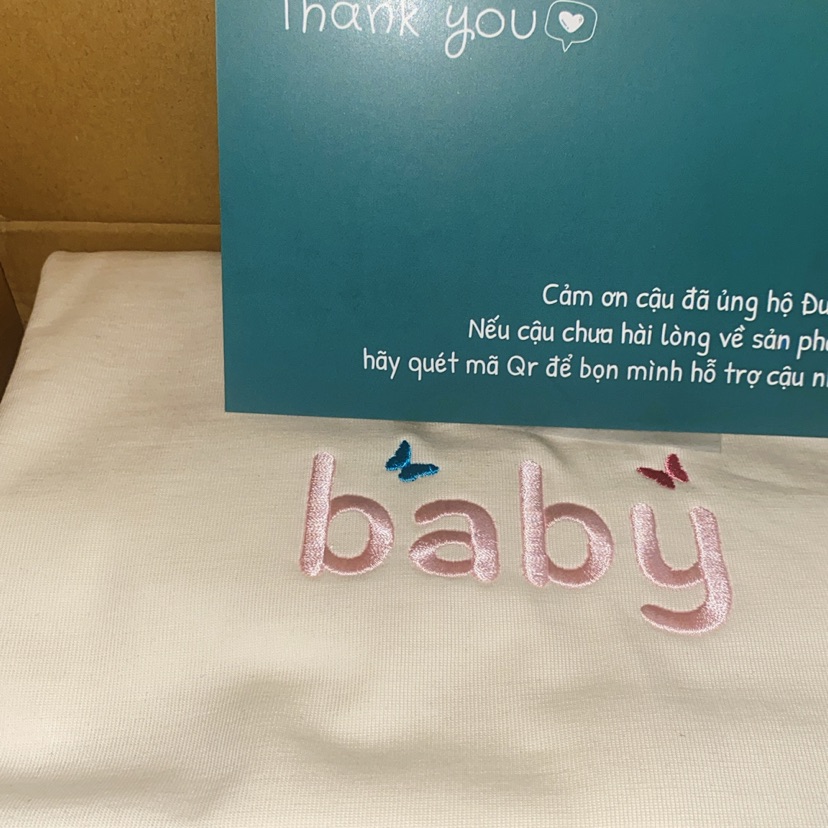 Thank you
Cảm ơn cậu đã ủng hộ
Nếu cậu chưa hài lòng về sản
hãy quét mã Qr để bọn mình hỗ trợ cậu
baby